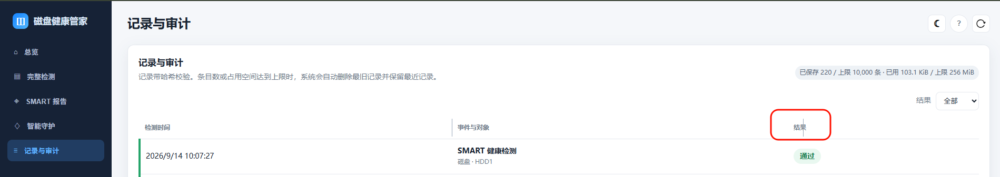 磁盘健康管家
总览
完整检测
SMART 报告
智能守护
记录与审计
记录与审计
?
记录与审计
记录带哈希校验。条目数或占用空间达到上限时，系统会自动删除最旧记录并保留最近记录。
已保存 220 / 上限 10,000 条 · 已用 103.1 KiB / 上限 256 MiB
结果 全部
检测时间 事件与对象 结果
2026/9/14 10:07:27 SMART 健康检测 通过
磁盘 · HDD1